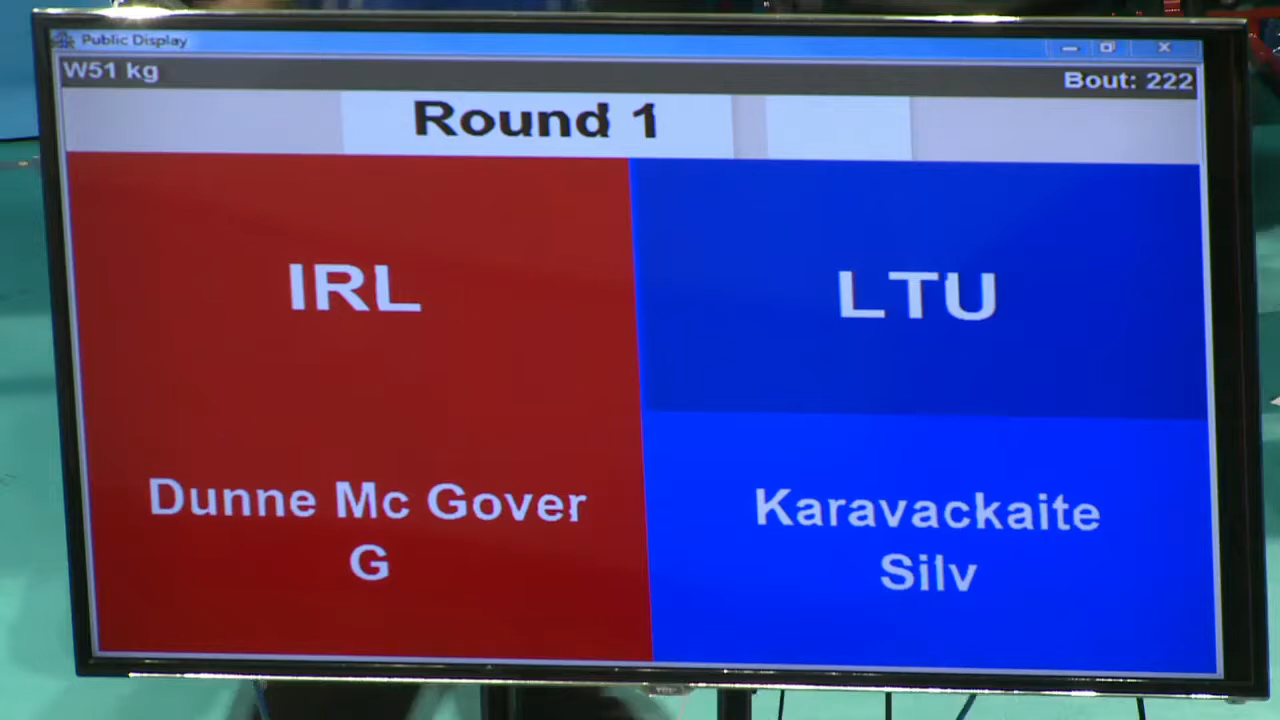 Public Display
W51 kg
Bout: 222
Round 1
IRL
LTU
Dunne Mc Gover
G
Karavackaite
Silv